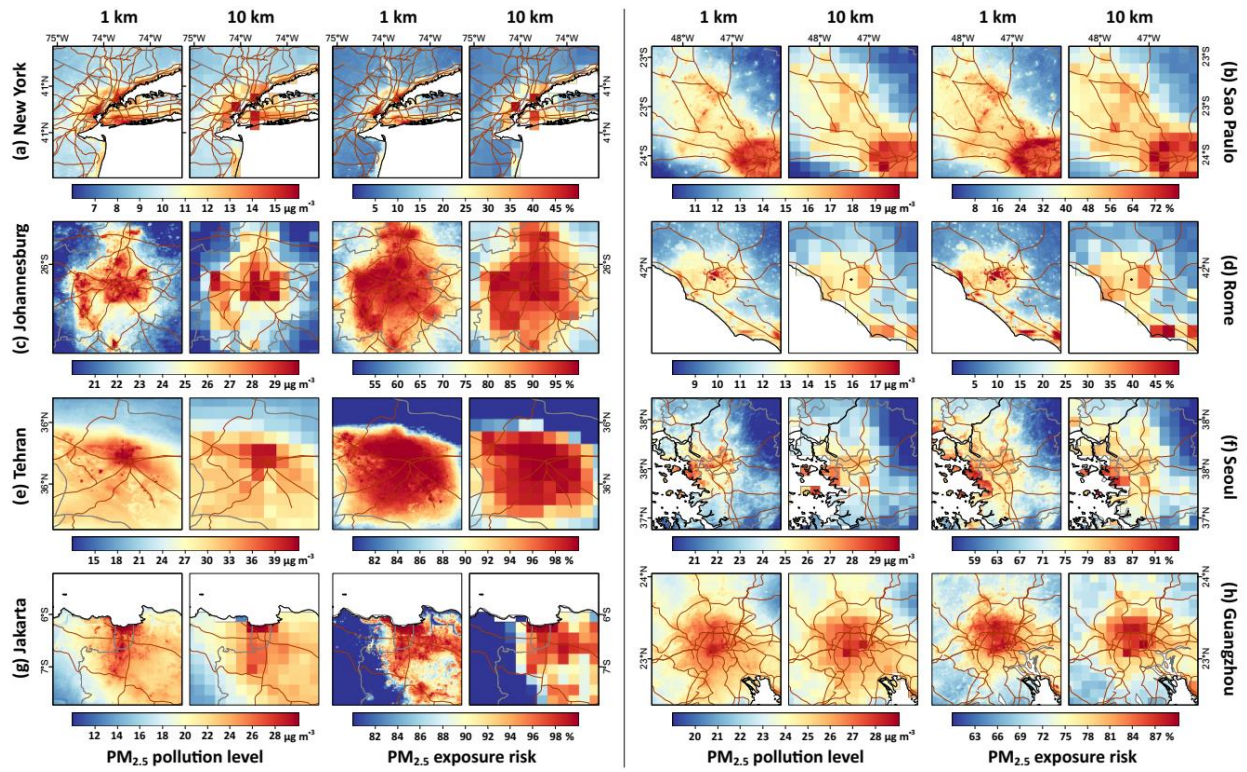 1 km 10 km 1 km 10 km 1 km 10 km 1 km 10 km
75°W 74°W 75°W 74°W 75°W 74°W 75°W 74°W 48°W 47°W 48°W 47°W 48°W 47°W 48°W 47°W
(a) New York
41°N
41°N
23°S
23°S
24°S
23°S
23°S
24°S
(b) Sao Paulo
7 8 9 10 11 12 13 14 15 µg m⁻³
5 10 15 20 25 30 35 40 45 %
11 12 13 14 15 16 17 18 19 µg m⁻³
8 16 24 32 40 48 56 64 72 %
(c) Johannesburg
26°S
26°S
42°N
42°N
(d) Rome
21 22 23 24 25 26 27 28 29 µg m⁻³
55 60 65 70 75 80 85 90 95 %
9 10 11 12 13 14 15 16 17 µg m⁻³
5 10 15 20 25 30 35 40 45 %
(e) Tehran
36°N
36°N
36°N
36°N
38°N
38°N
37°N
38°N
38°N
37°N
(f) Seoul
15 18 21 24 27 30 33 36 39 µg m⁻³
82 84 86 88 90 92 94 96 98 %
21 22 23 24 25 26 27 28 29 µg m⁻³
59 63 67 71 75 79 83 87 91 %
(g) Jakarta
6°S
7°S
6°S
7°S
24°N
23°N
24°N
23°N
(h) Guangzhou
12 14 16 18 20 22 24 26 28 µg m⁻³
82 84 86 88 90 92 94 96 98 %
20 21 22 23 24 25 26 27 28 µg m⁻³
63 66 69 72 75 78 81 84 87 %
PM₂.₅ pollution level PM₂.₅ exposure risk PM₂.₅ pollution level PM₂.₅ exposure risk